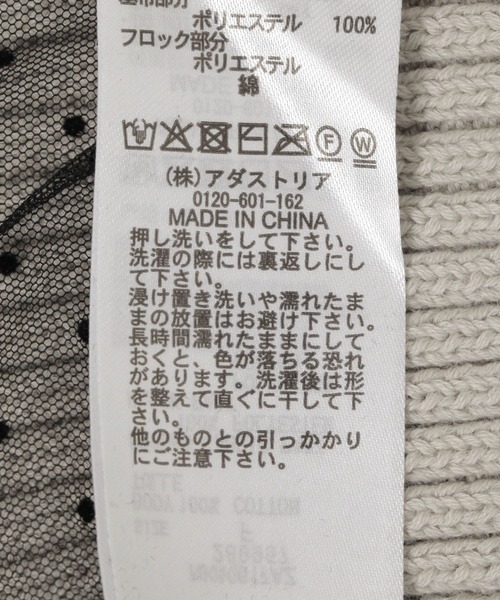 基布部分
ポリエステル 100%
フロック部分
ポリエステル
綿
F W
(株)アダストリア
0120-601-162
MADE IN CHINA
押し洗いをして下さい。
洗濯の際には裏返しにし
て下さい。
浸け置き洗いや濡れたま
まの放置はお避け下さい。
長時間濡れたままにして
おくと、色が落ちる恐れ
があります。洗濯後は形
を整えて直ぐに干して下
さい。
他のものとの引っかかり
にご注意下さい。